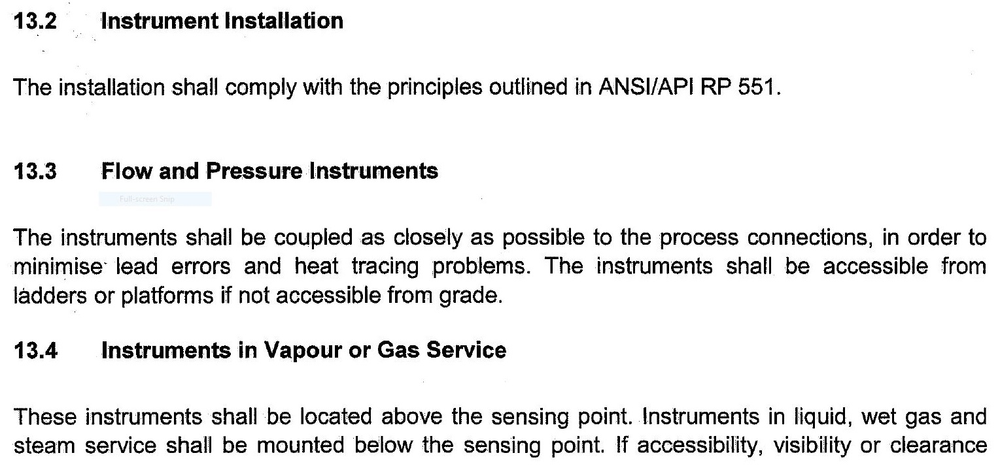 13.2 Instrument Installation
The installation shall comply with the principles outlined in ANSI/API RP 551.
13.3 Flow and Pressure Instruments
Full-screen Snip
The instruments shall be coupled as closely as possible to the process connections, in order to
minimise lead errors and heat tracing problems. The instruments shall be accessible from
ladders or platforms if not accessible from grade.
13.4 Instruments in Vapour or Gas Service
These instruments shall be located above the sensing point. Instruments in liquid, wet gas and
steam service shall be mounted below the sensing point. If accessibility, visibility or clearance